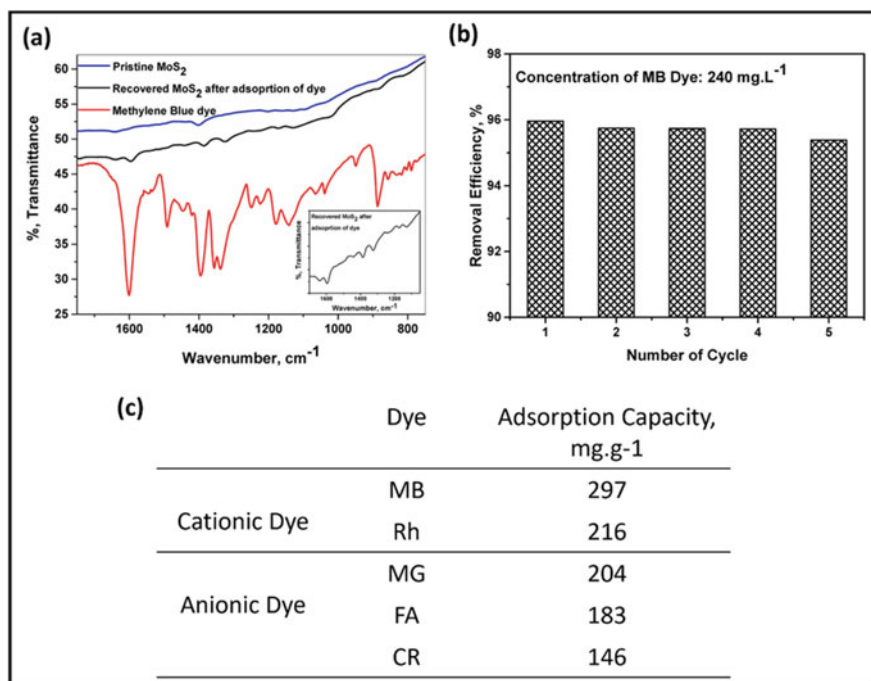 (a)
Pristine MoS2
Recovered MoS2 after adsoprtion of dye
Methylene Blue dye
%, Transmittance
60
55
50
45
40
35
30
25
1600
1400
1200
1000
800
Wavenumber, cm-1
Recovered MoS2 after
adsoprtion of dye
%, Transmittance
1600
1400
1200
Wavenumber, cm-1
(b)
Concentration of MB Dye: 240 mg.L-1
Removal Efficiency, %
98
96
94
92
90
1
2
3
4
5
Number of Cycle
(c)
Dye Adsorption Capacity,
mg.g-1
MB 297
Cationic Dye
Rh 216
MG 204
Anionic Dye
FA 183
CR 146